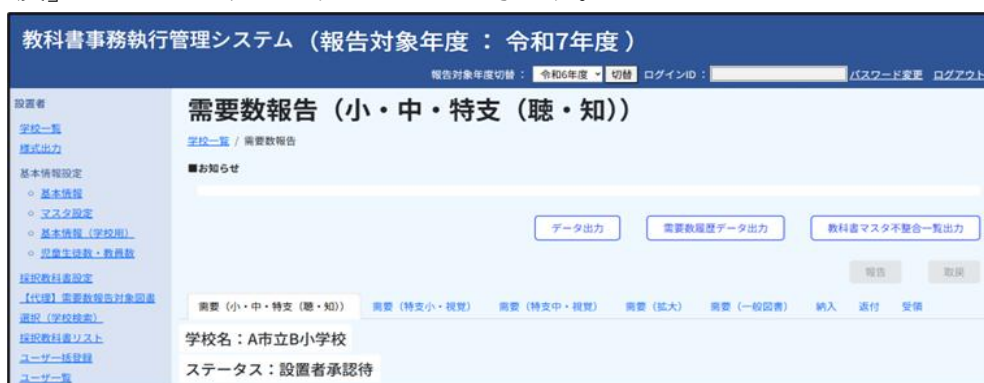 教科書事務執行管理システム（報告対象年度 ： 令和7年度）
報告対象年度切替： 令和6年度 切替 ログインID： パスワード変更 ログアウト
設置者
学校一覧
様式出力
基本情報設定
基本情報
マスタ設定
基本情報（学校用）
児童生徒数・教員数
採択教科書設定
【代理】需要数報告対象図書
選択（学校検索）
採択教科書リスト
ユーザ一括登録
ユーザ一覧
需要数報告（小・中・特支（聴・知））
学校一覧 / 需要数報告
■お知らせ
データ出力 需要数履歴データ出力 教科書マスタ不整合一覧出力
報告 取戻
需要（小・中・特支（聴・知）） 需要（特支小・視覚） 需要（特支中・視覚） 需要（拡大） 需要（一般図書） 納入 返付 受領
学校名：A市立B小学校
ステータス：設置者承認待